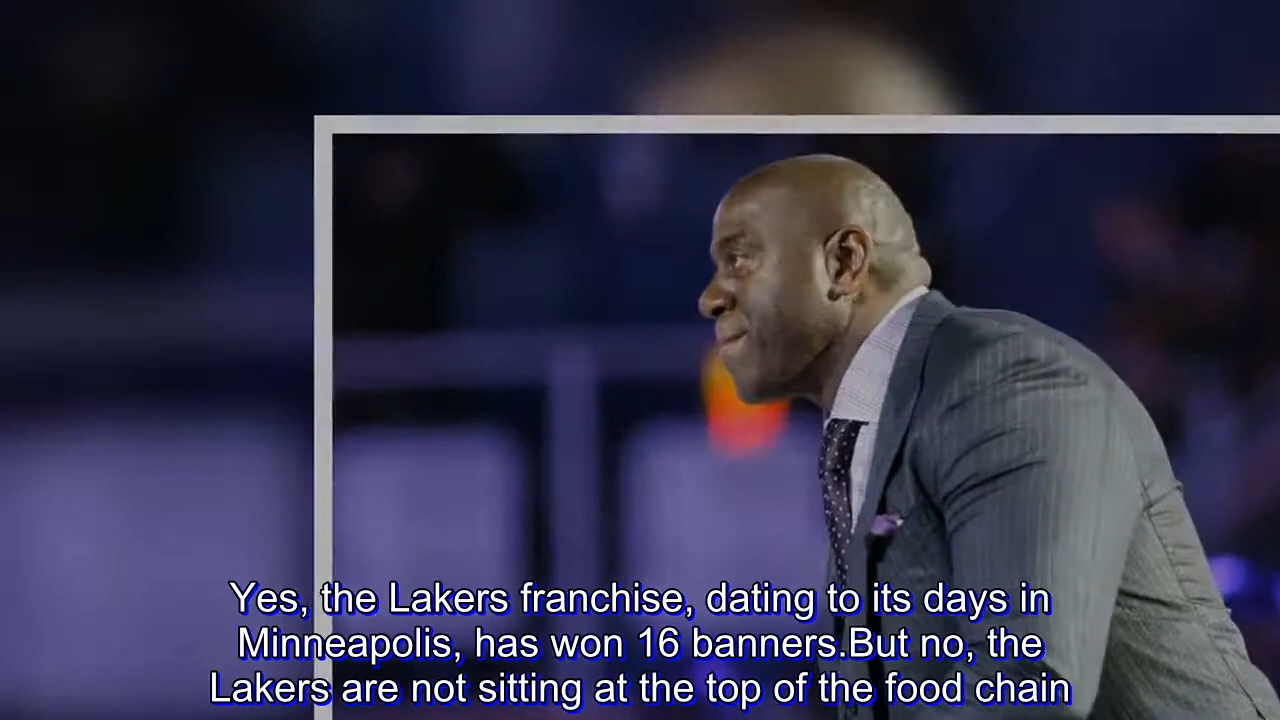 Yes, the Lakers franchise, dating to its days in
Minneapolis, has won 16 banners.But no, the
Lakers are not sitting at the top of the food chain